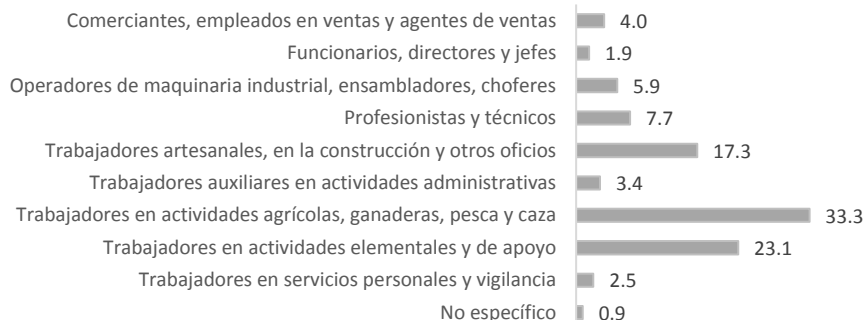 Comerciantes, empleados en ventas y agentes de ventas 4.0
Funcionarios, directores y jefes 1.9
Operadores de maquinaria industrial, ensambladores, choferes 5.9
Profesionistas y técnicos 7.7
Trabajadores artesanales, en la construcción y otros oficios 17.3
Trabajadores auxiliares en actividades administrativas 3.4
Trabajadores en actividades agrícolas, ganaderas, pesca y caza 33.3
Trabajadores en actividades elementales y de apoyo 23.1
Trabajadores en servicios personales y vigilancia 2.5
No específico 0.9